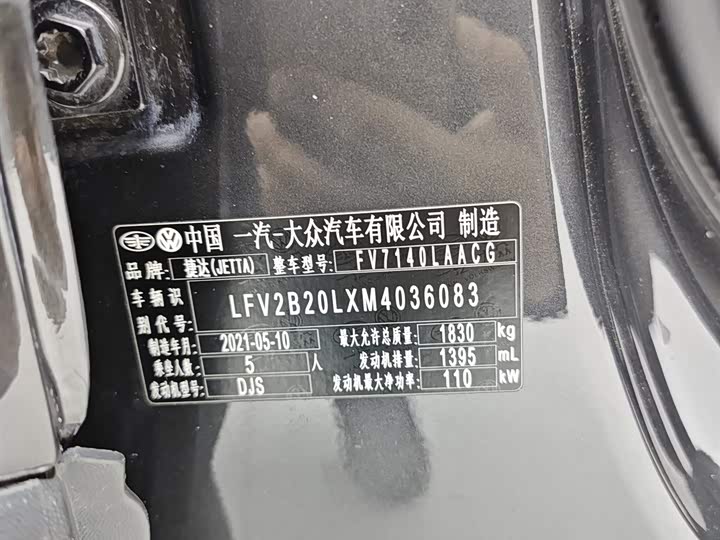 中国 一汽-大众汽车有限公司 制造
品牌: 捷达(JETTA) 整车型号: FV7140LAACG
车辆识别代号: LFV2B20LXM4036083
制造年月: 2021-05-10 最大允许总质量: 1830 kg
乘坐人数: 5 人 发动机排量: 1395 mL
发动机型号: DJS 发动机最大净功率: 110 kW